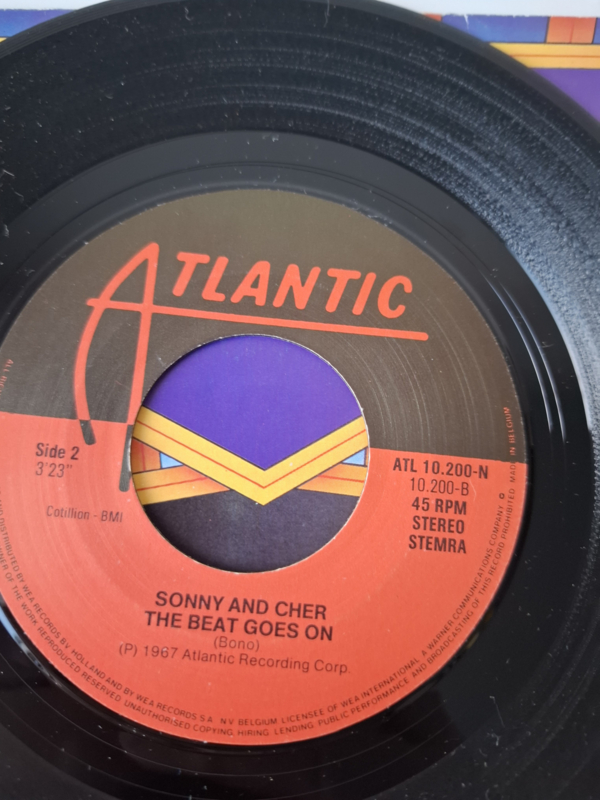 ATLANTIC
Side 2
3'23"
Cotillion - BMI
ATL 10.200-N
10.200-B
45 RPM
STEREO
STEMRA
SONNY AND CHER
THE BEAT GOES ON
(Bono)
(P) 1967 Atlantic Recording Corp.
DISTRIBUTED BY WEA RECORDS B.V. HOLLAND AND BY WEA RECORDS S.A. N.V. BELGIUM LICENSEE OF WEA INTERNATIONAL A WARNER COMMUNICATIONS COMPANY
OWNER OF THE WORK REPRODUCED RESERVED. UNAUTHORISED COPYING, HIRING, LENDING, PUBLIC PERFORMANCE AND BROADCASTING OF THIS RECORD PROHIBITED MADE IN BELGIUM